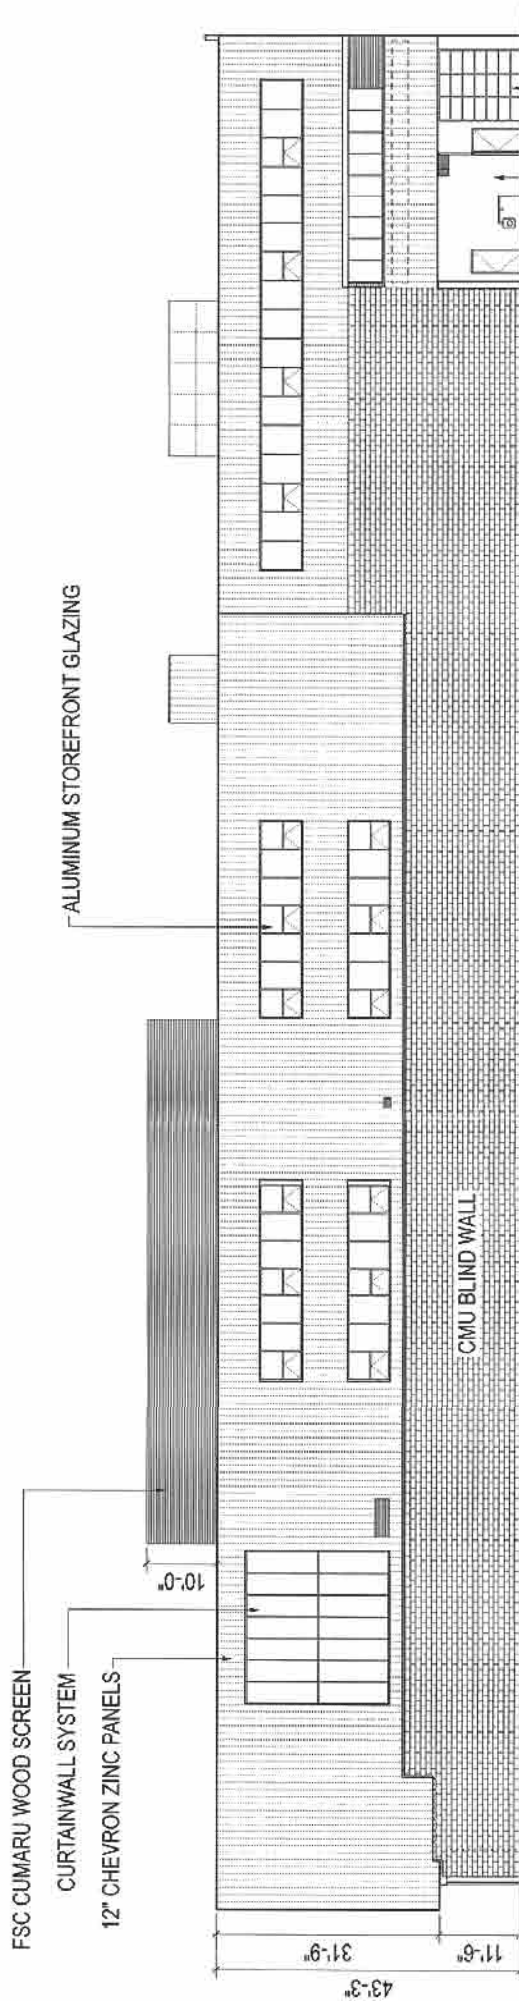 FSC CUMARU WOOD SCREEN
CURTAINWALL SYSTEM
12" CHEVRON ZINC PANELS
ALUMINUM STOREFRONT GLAZING
10'-0"
CMU BLIND WALL
31'-9"
43'-3"
11'-6"